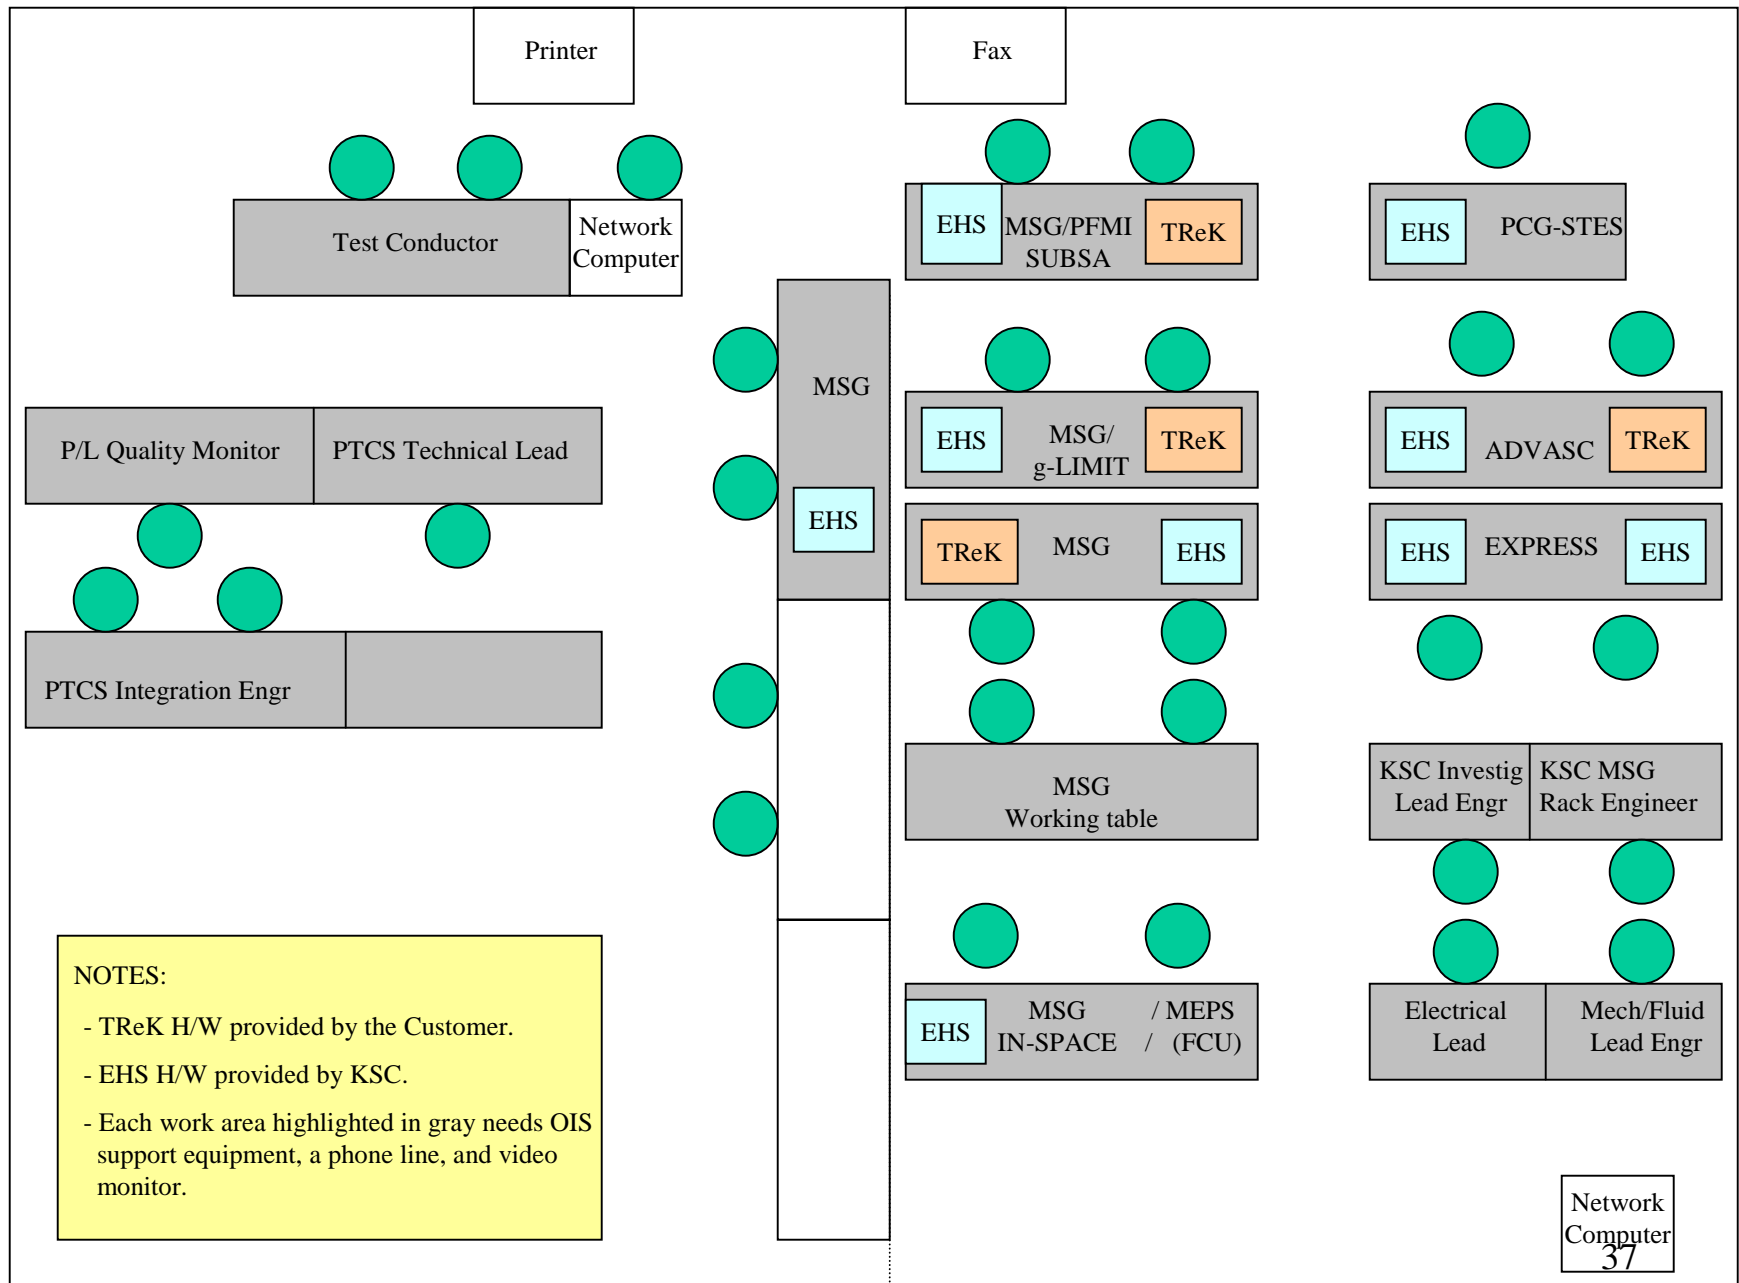 Printer
Fax
Test Conductor
Network
Computer
EHS
MSG/PFMI
SUBSA
TReK
EHS
PCG-STES
MSG
EHS
P/L Quality Monitor
PTCS Technical Lead
EHS
MSG/
g-LIMIT
TReK
EHS
ADVASC
TReK
TReK
MSG
EHS
EHS
EXPRESS
EHS
PTCS Integration Engr
MSG
Working table
KSC Investig
Lead Engr
KSC MSG
Rack Engineer
EHS
MSG / MEPS
IN-SPACE / (FCU)
Electrical
Lead
Mech/Fluid
Lead Engr
NOTES:
- TReK H/W provided by the Customer.
- EHS H/W provided by KSC.
- Each work area highlighted in gray needs OIS
support equipment, a phone line, and video
monitor.
Network
Computer
37